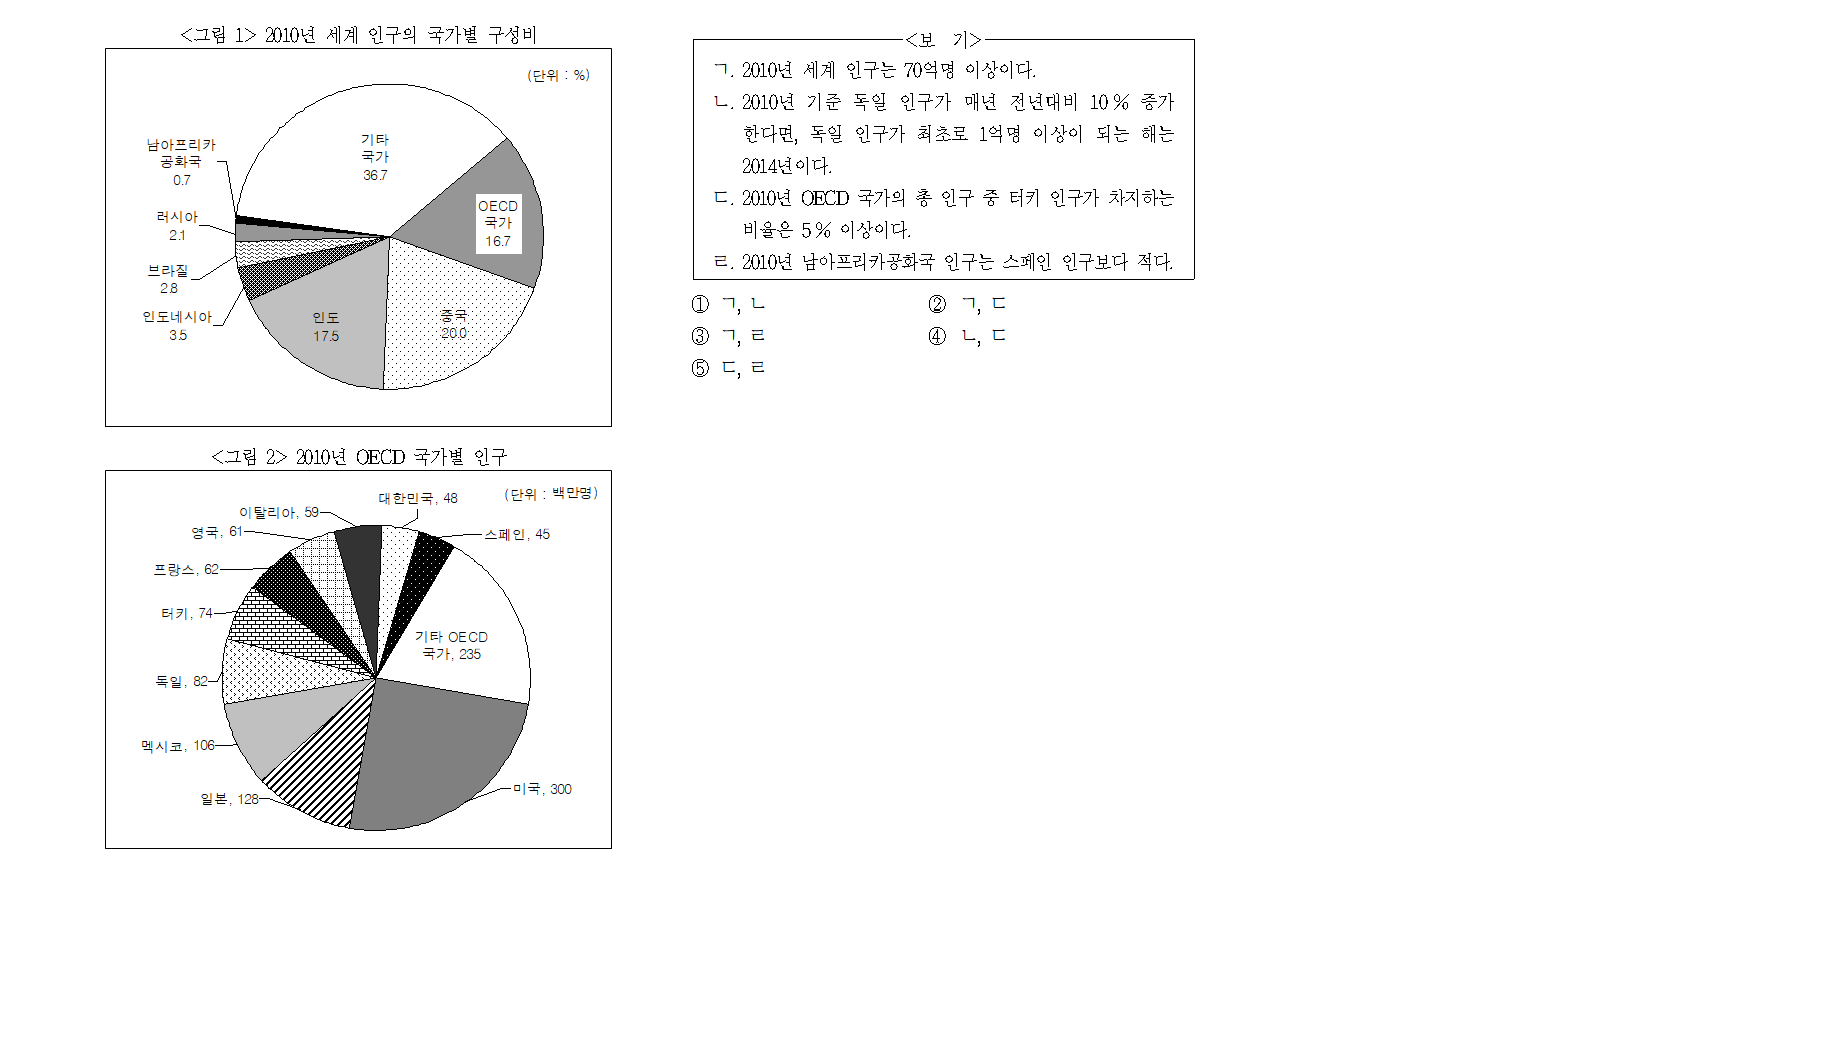 <그림 1> 2010년 세계 인구의 국가별 구성비
(단위 : %)
기타
국가
36.7
남아프리카
공화국
0.7
OECD
국가
16.7
러시아
2.1
브라질
2.8
인도네시아
3.5
인도
17.5
중국
20.0
<그림 2> 2010년 OECD 국가별 인구
(단위 : 백만명)
대한민국, 48
이탈리아, 59
영국, 61
스페인, 45
프랑스, 62
터키, 74
기타 OECD
국가, 235
독일, 82
멕시코, 106
일본, 128
미국, 300
<보 기>
ㄱ. 2010년 세계 인구는 70억명 이상이다.
ㄴ. 2010년 기준 독일 인구가 매년 전년대비 10% 증가
한다면, 독일 인구가 최초로 1억명 이상이 되는 해는
2014년이다.
ㄷ. 2010년 OECD 국가의 총 인구 중 터키 인구가 차지하는
비율은 5% 이상이다.
ㄹ. 2010년 남아프리카공화국 인구는 스페인 인구보다 적다.
① ㄱ, ㄴ ② ㄱ, ㄷ
③ ㄱ, ㄹ ④ ㄴ, ㄷ
⑤ ㄷ, ㄹ